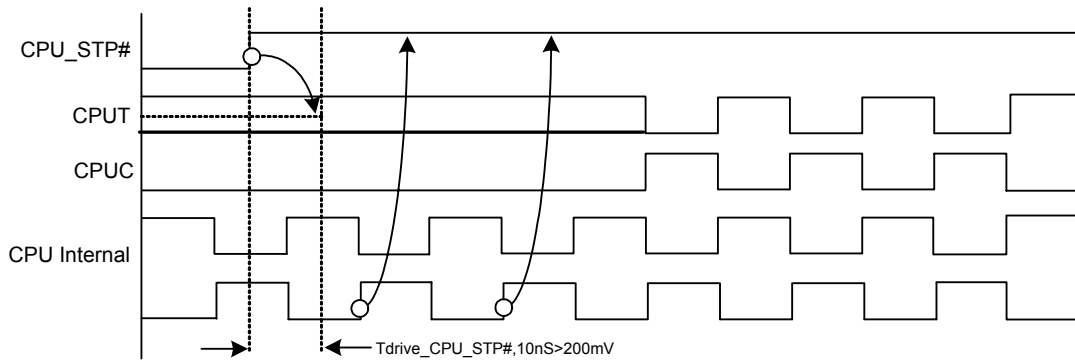 CPU_STP#
CPUT
CPUC
CPU Internal
Tdrive_CPU_STP#,10nS>200mV